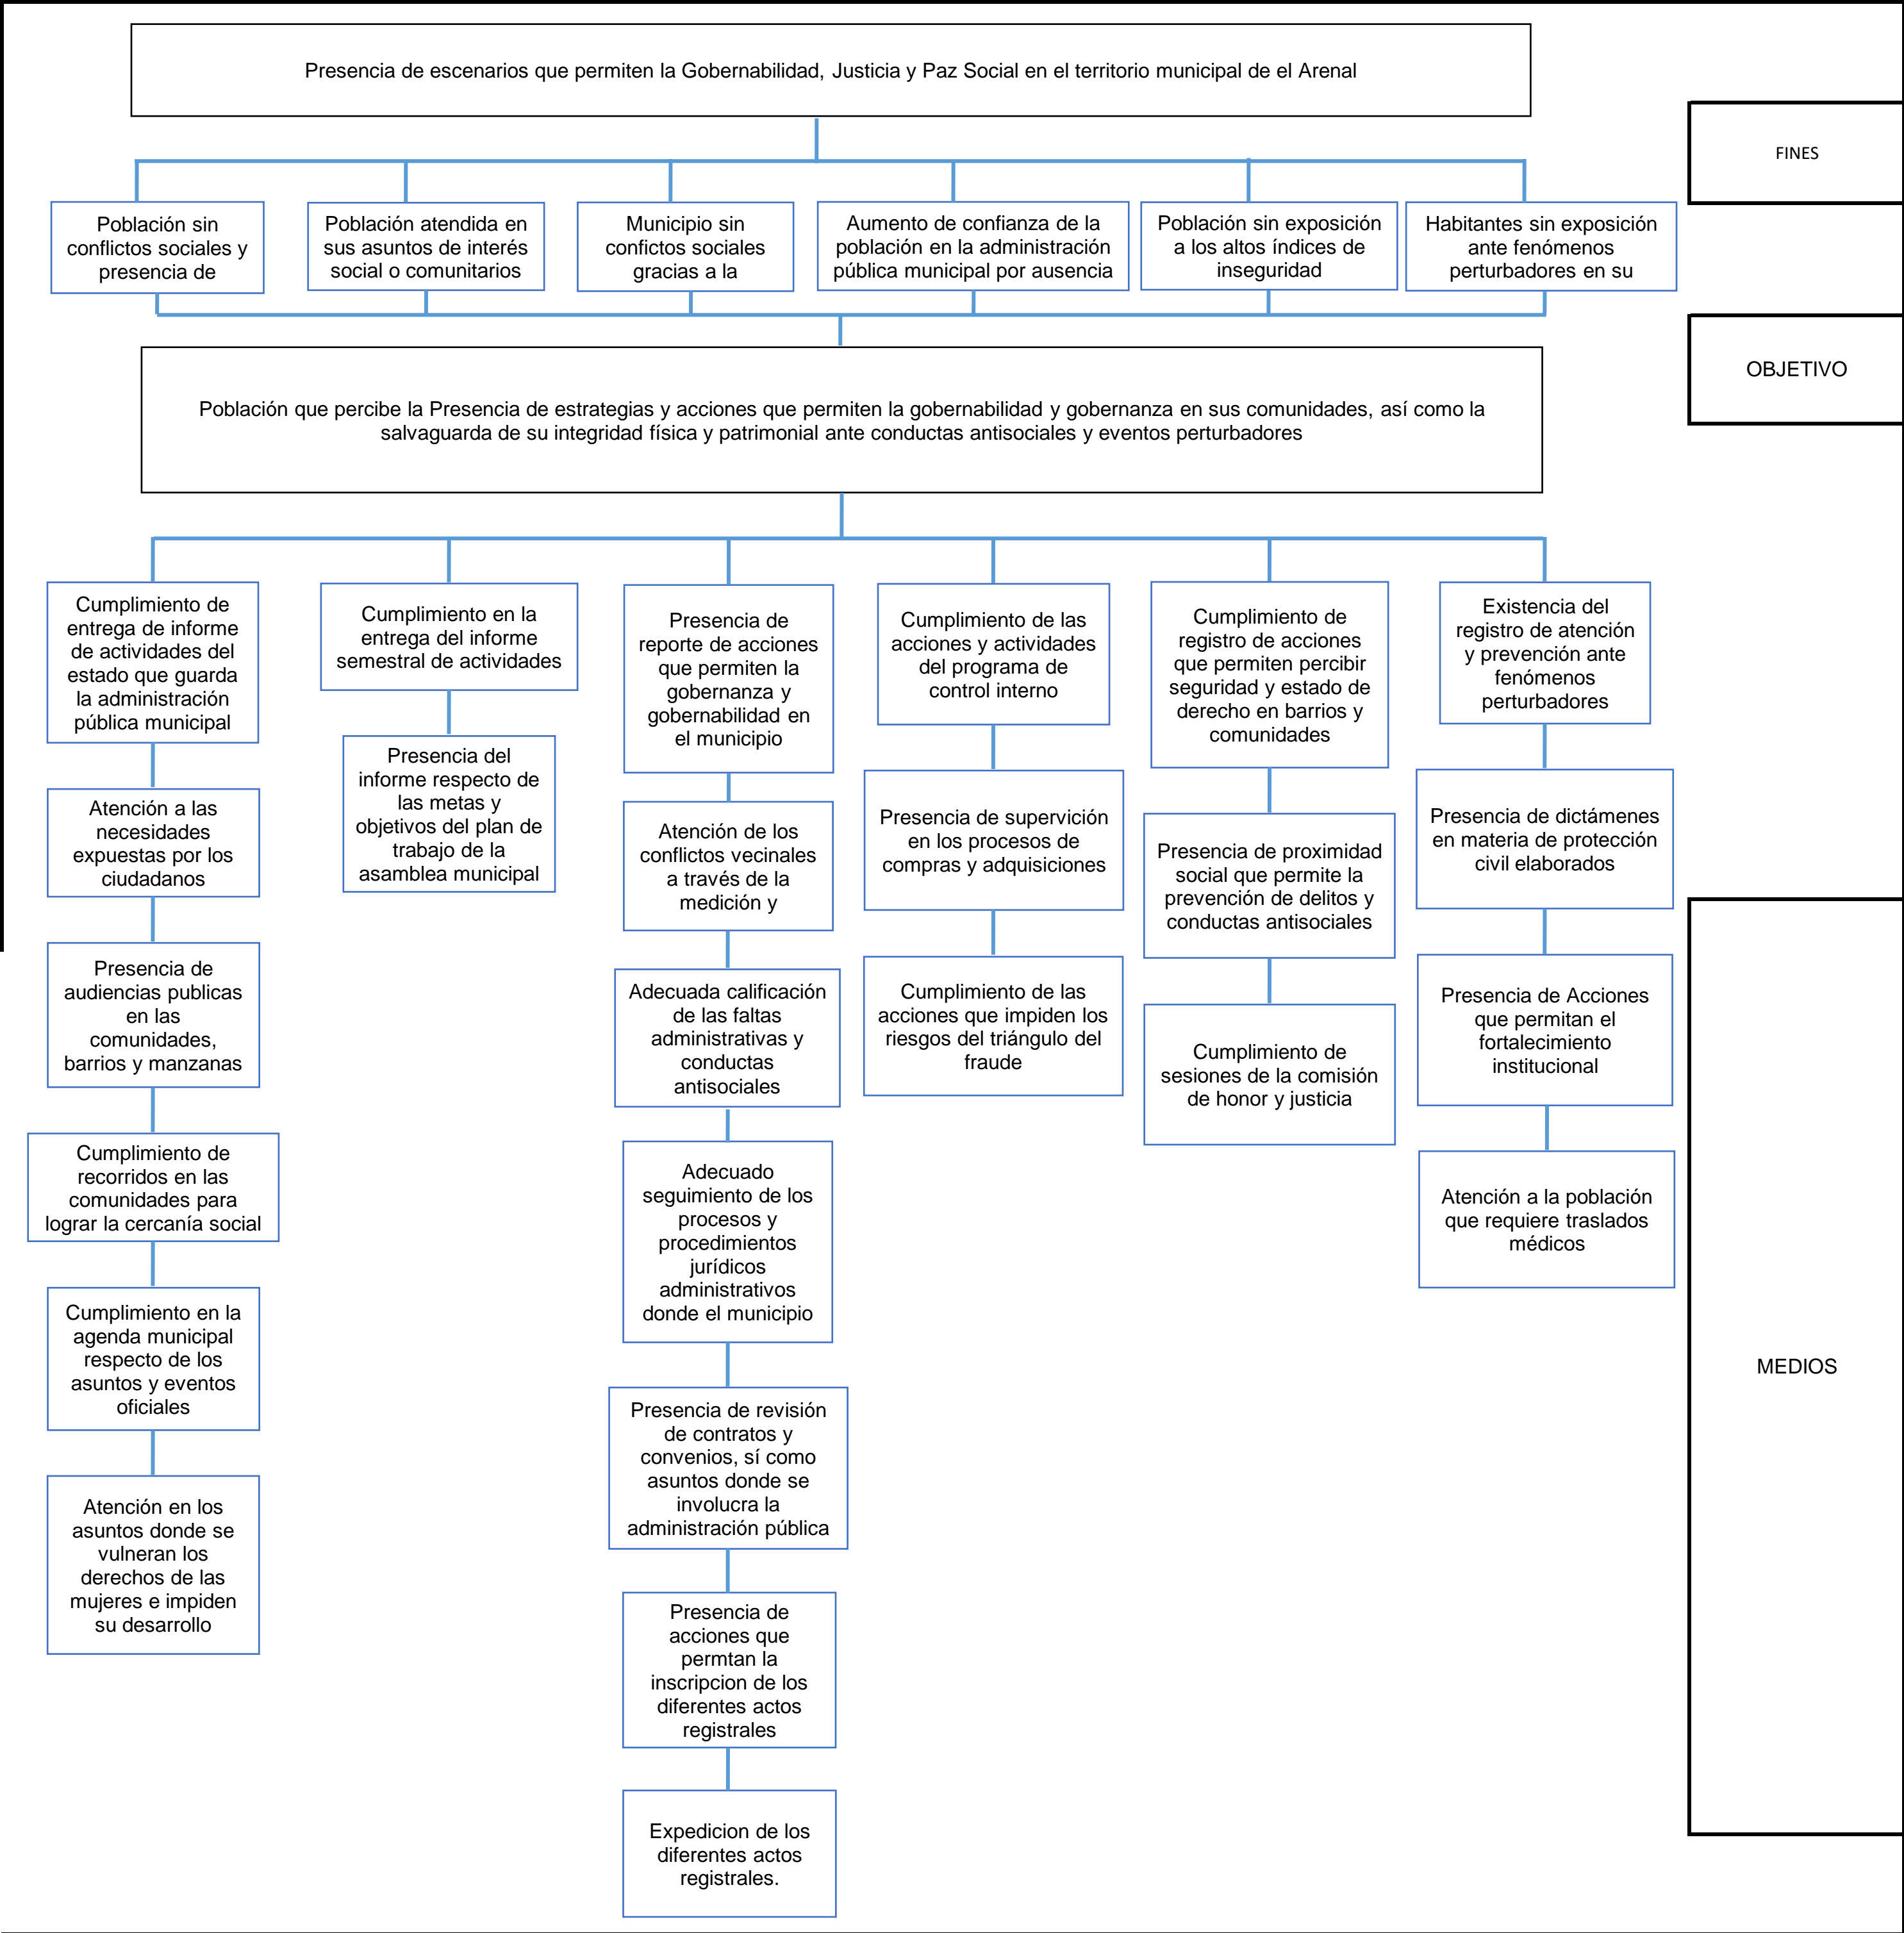 Presencia de escenarios que permiten la Gobernabilidad, Justicia y Paz Social en el territorio municipal de el Arenal
FINES
Población sin
conflictos sociales y
presencia de
Población atendida en
sus asuntos de interés
social o comunitarios
Municipio sin
conflictos sociales
gracias a la
Aumento de confianza de la
población en la administración
pública municipal por ausencia
Población sin exposición
a los altos índices de
inseguridad
Habitantes sin exposición
ante fenómenos
perturbadores en su
OBJETIVO
Población que percibe la Presencia de estrategias y acciones que permiten la gobernabilidad y gobernanza en sus comunidades, así como la
salvaguarda de su integridad física y patrimonial ante conductas antisociales y eventos perturbadores
Cumplimiento de
entrega de informe
de actividades del
estado que guarda
la administración
pública municipal
Atención a las
necesidades
expuestas por los
ciudadanos
Presencia de
audiencias publicas
en las
comunidades,
barrios y manzanas
Cumplimiento de
recorridos en las
comunidades para
lograr la cercanía social
Cumplimiento en la
agenda municipal
respecto de los
asuntos y eventos
oficiales
Atención en los
asuntos donde se
vulneran los
derechos de las
mujeres e impiden
su desarrollo
Cumplimiento en la
entrega del informe
semestral de actividades
Presencia del
informe respecto de
las metas y
objetivos del plan de
trabajo de la
asamblea municipal
Presencia de
reporte de acciones
que permiten la
gobernanza y
gobernabilidad en
el municipio
Atención de los
conflictos vecinales
a través de la
medición y
Adecuada calificación
de las faltas
administrativas y
conductas
antisociales
Adecuado
seguimiento de los
procesos y
procedimientos
jurídicos
administrativos
donde el municipio
Presencia de revisión
de contratos y
convenios, sí como
asuntos donde se
involucra la
administración pública
Presencia de
acciones que
permtan la
inscripcion de los
diferentes actos
registrales
Expedicion de los
diferentes actos
registrales.
Cumplimiento de las
acciones y actividades
del programa de
control interno
Presencia de supervición
en los procesos de
compras y adquisiciones
Cumplimiento de las
acciones que impiden los
riesgos del triángulo del
fraude
Cumplimiento de
registro de acciones
que permiten percibir
seguridad y estado de
derecho en barrios y
comunidades
Presencia de proximidad
social que permite la
prevención de delitos y
conductas antisociales
Cumplimiento de
sesiones de la comisión
de honor y justicia
Existencia del
registro de atención
y prevención ante
fenómenos
perturbadores
Presencia de dictámenes
en materia de protección
civil elaborados
Presencia de Acciones
que permitan el
fortalecimiento
institucional
Atención a la población
que requiere traslados
médicos
MEDIOS